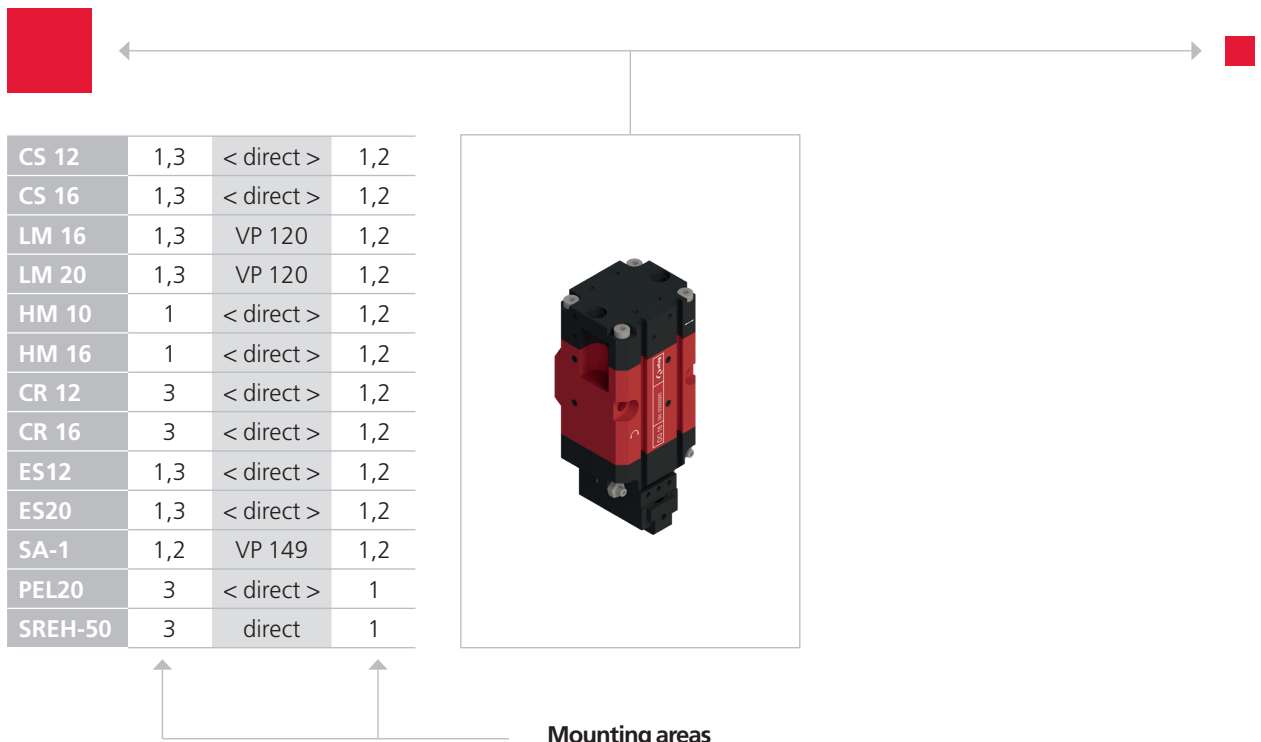 CS 12 1,3 < direct > 1,2
CS 16 1,3 < direct > 1,2
LM 16 1,3 VP 120 1,2
LM 20 1,3 VP 120 1,2
HM 10 1 < direct > 1,2
HM 16 1 < direct > 1,2
CR 12 3 < direct > 1,2
CR 16 3 < direct > 1,2
ES12 1,3 < direct > 1,2
ES20 1,3 < direct > 1,2
SA-1 1,2 VP 149 1,2
PEL20 3 < direct > 1
SREH-50 3 direct 1
Mounting areas